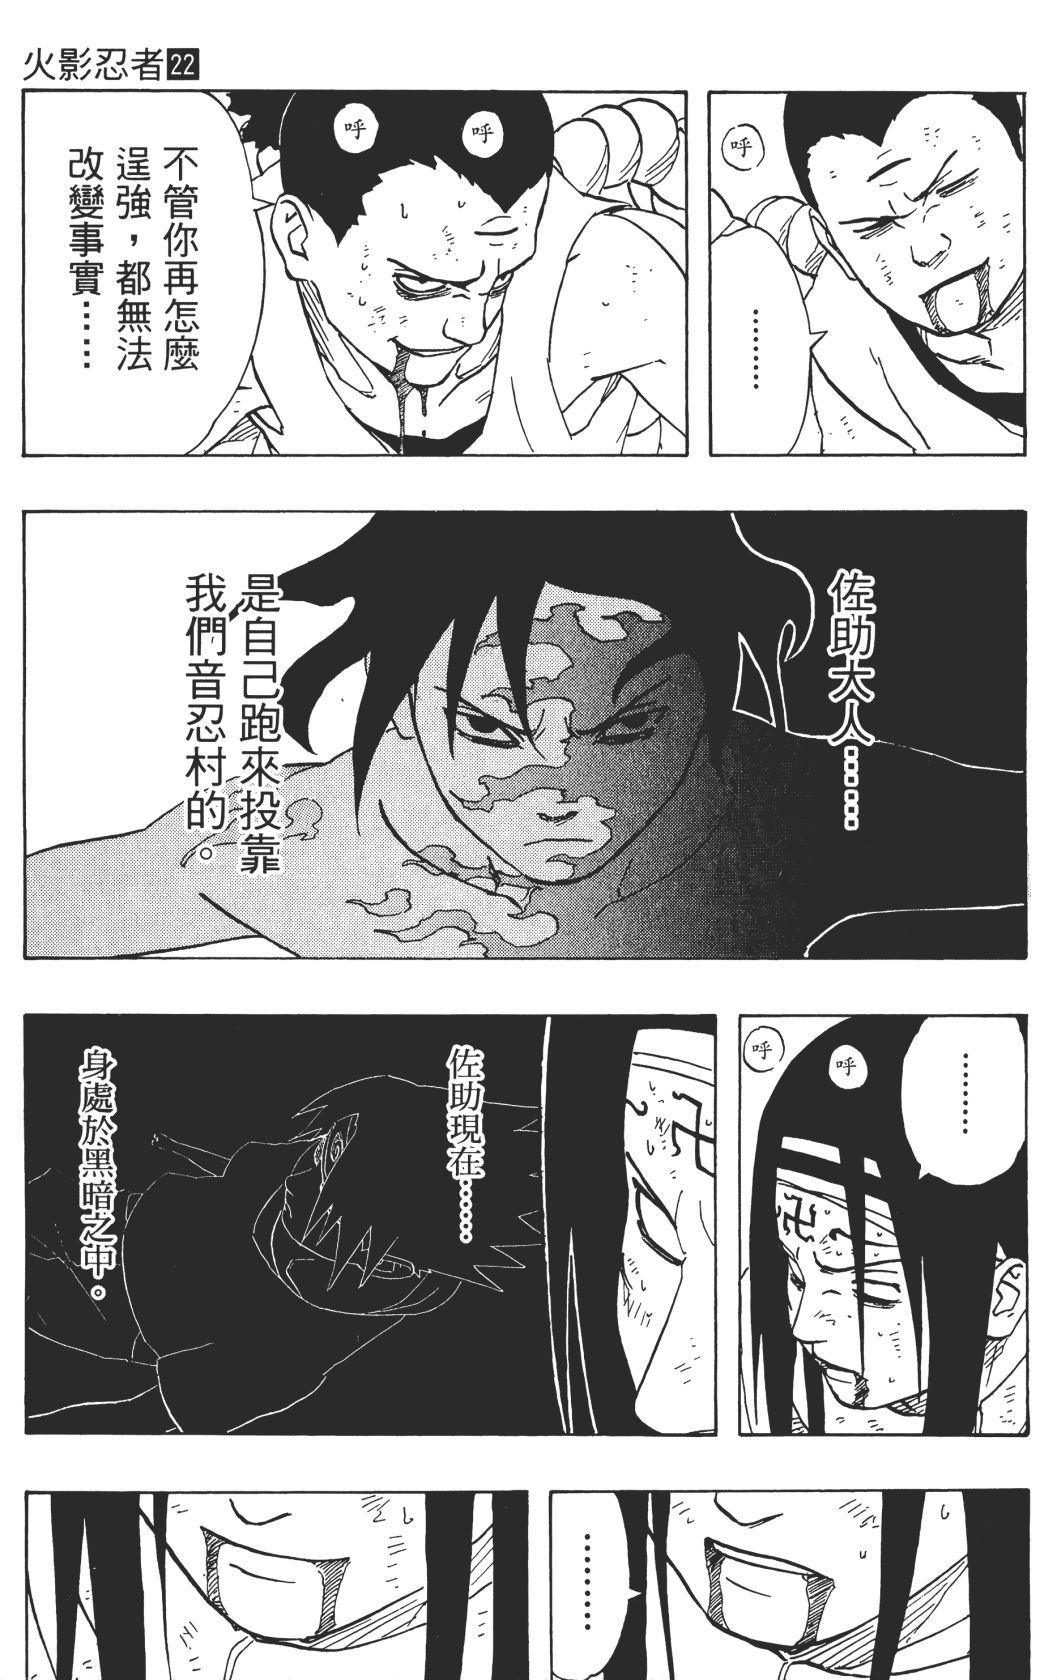 火影忍者22
呼
…………
呼
呼
不管你再怎麼
逞強，都無法
改變事實……
佐助大人……
是自己跑來投靠
我們音忍村的。
…………
呼
呼
佐助現在……
身處於黑暗之中。
…………